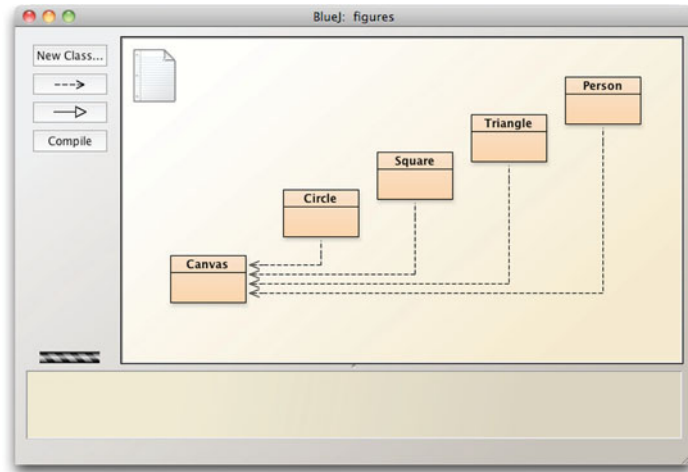 BlueJ: figures
New Class...
Compile
Person
Triangle
Square
Circle
Canvas